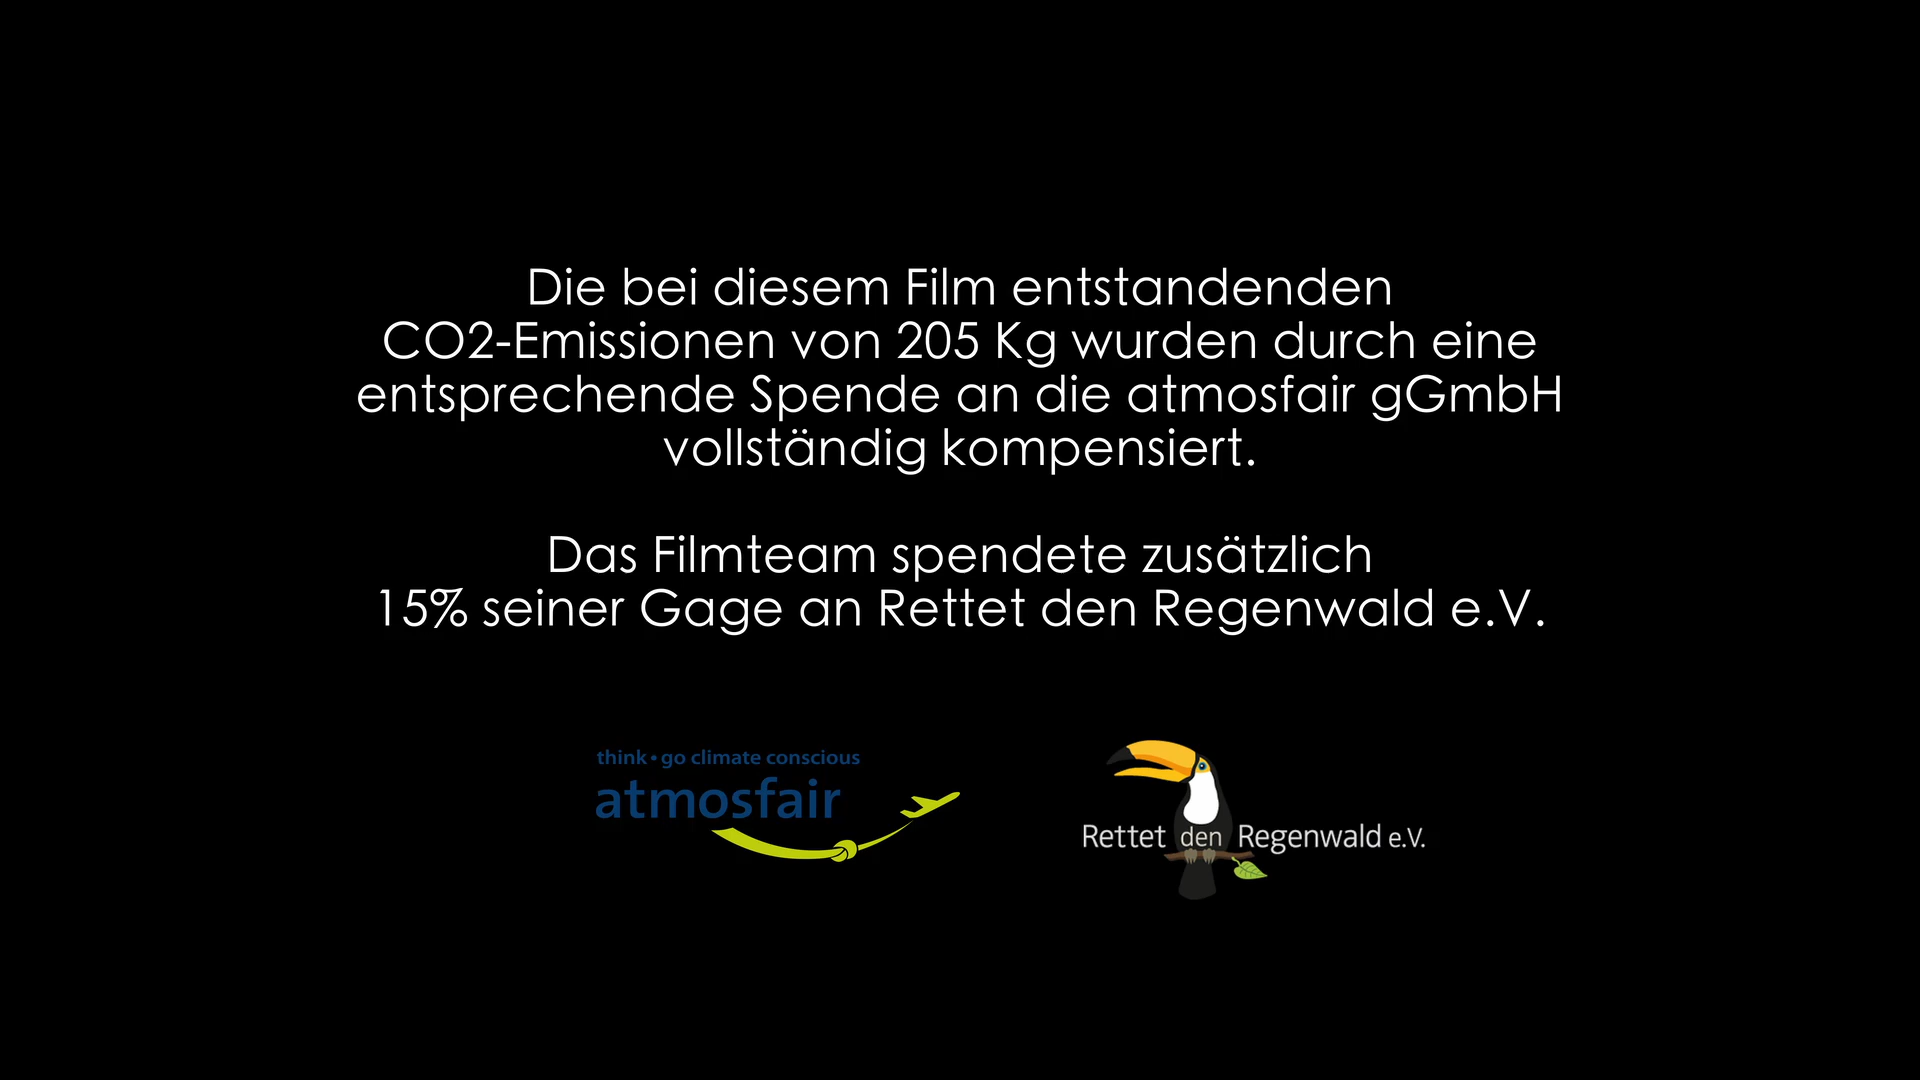 Die bei diesem Film entstandenden
CO2-Emissionen von 205 Kg wurden durch eine
entsprechende Spende an die atmosfair gGmbH
vollständig kompensiert.
Das Filmteam spendete zusätzlich
15% seiner Gage an Rettet den Regenwald e.V.
think•go climate conscious
atmosfair
Rettet den Regenwald e.V.